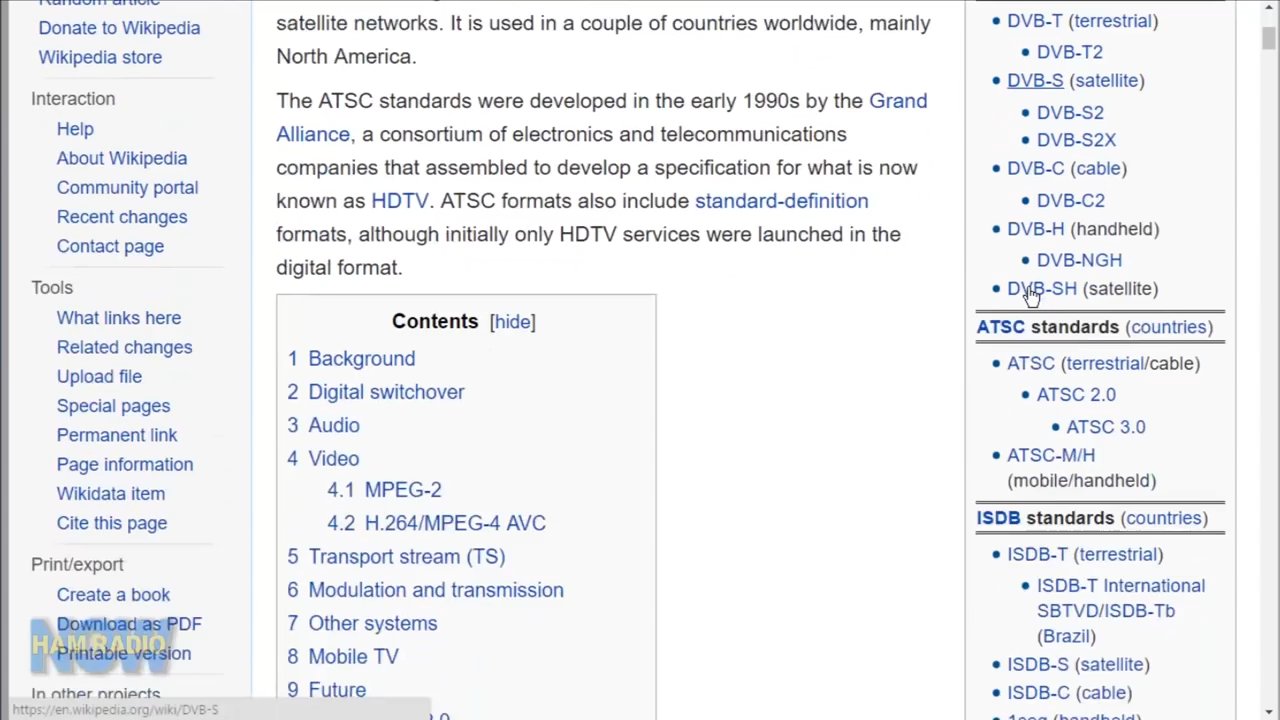 Random article
Donate to Wikipedia
Wikipedia store
Interaction
Help
About Wikipedia
Community portal
Recent changes
Contact page
Tools
What links here
Related changes
Upload file
Special pages
Permanent link
Page information
Wikidata item
Cite this page
Print/export
Create a book
Download as PDF
Printable version
In other projects
HAM RADIO
NOW
https://en.wikipedia.org/wiki/DVB-S
satellite networks. It is used in a couple of countries worldwide, mainly
North America.
The ATSC standards were developed in the early 1990s by the Grand
Alliance, a consortium of electronics and telecommunications
companies that assembled to develop a specification for what is now
known as HDTV. ATSC formats also include standard-definition
formats, although initially only HDTV services were launched in the
digital format.
Contents [hide]
1 Background
2 Digital switchover
3 Audio
4 Video
4.1 MPEG-2
4.2 H.264/MPEG-4 AVC
5 Transport stream (TS)
6 Modulation and transmission
7 Other systems
8 Mobile TV
9 Future
2.0
• DVB-T (terrestrial)
• DVB-T2
• DVB-S (satellite)
• DVB-S2
• DVB-S2X
• DVB-C (cable)
• DVB-C2
• DVB-H (handheld)
• DVB-NGH
• DVB-SH (satellite)
ATSC standards (countries)
• ATSC (terrestrial/cable)
• ATSC 2.0
• ATSC 3.0
• ATSC-M/H
(mobile/handheld)
ISDB standards (countries)
• ISDB-T (terrestrial)
• ISDB-T International
SBTVD/ISDB-Tb
(Brazil)
• ISDB-S (satellite)
• ISDB-C (cable)
• 1seg (handheld)